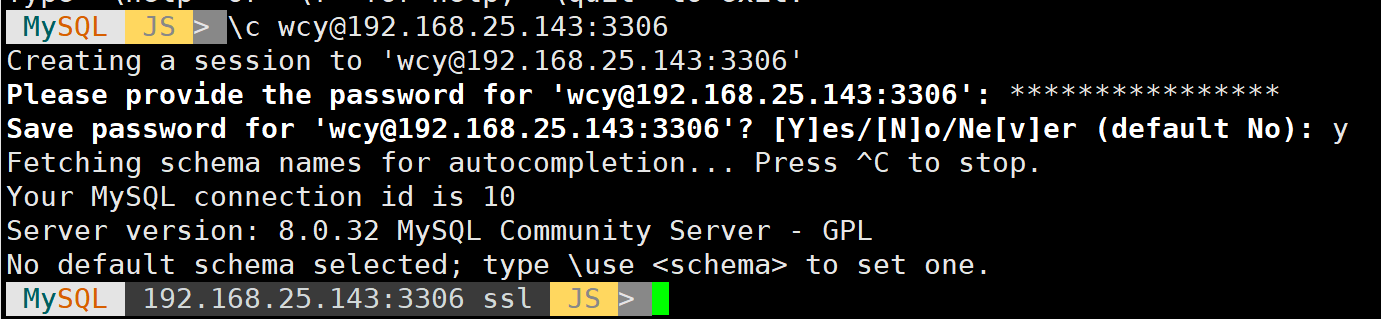 MySQL JS > \c wcy@192.168.25.143:3306
Creating a session to 'wcy@192.168.25.143:3306'
Please provide the password for 'wcy@192.168.25.143:3306': ****************
Save password for 'wcy@192.168.25.143:3306'? [Y]es/[N]o/Ne[v]er (default No): y
Fetching schema names for autocompletion... Press ^C to stop.
Your MySQL connection id is 10
Server version: 8.0.32 MySQL Community Server - GPL
No default schema selected; type \use <schema> to set one.
MySQL 192.168.25.143:3306 ssl JS >